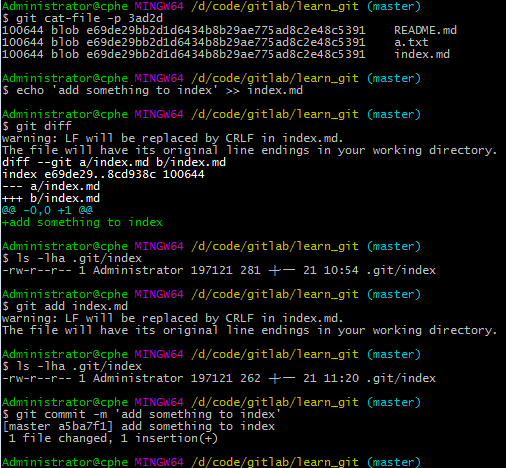 Administrator@cphe MINGW64 /d/code/gitlab/learn_git (master)
$ git cat-file -p 3ad2d
100644 blob e69de29bb2d1d6434b8b29ae775ad8c2e48c5391    README.md
100644 blob e69de29bb2d1d6434b8b29ae775ad8c2e48c5391    a.txt
100644 blob e69de29bb2d1d6434b8b29ae775ad8c2e48c5391    index.md
Administrator@cphe MINGW64 /d/code/gitlab/learn_git (master)
$ echo 'add something to index' >> index.md
Administrator@cphe MINGW64 /d/code/gitlab/learn_git (master)
$ git diff
warning: LF will be replaced by CRLF in index.md.
The file will have its original line endings in your working directory.
diff --git a/index.md b/index.md
index e69de29..8cd938c 100644
--- a/index.md
+++ b/index.md
@@ -0,0 +1 @@
+add something to index
Administrator@cphe MINGW64 /d/code/gitlab/learn_git (master)
$ ls -lha .git/index
-rw-r--r-- 1 Administrator 197121 281 十一 21 10:54 .git/index
Administrator@cphe MINGW64 /d/code/gitlab/learn_git (master)
$ git add index.md
warning: LF will be replaced by CRLF in index.md.
The file will have its original line endings in your working directory.
Administrator@cphe MINGW64 /d/code/gitlab/learn_git (master)
$ ls -lha .git/index
-rw-r--r-- 1 Administrator 197121 262 十一 21 11:20 .git/index
Administrator@cphe MINGW64 /d/code/gitlab/learn_git (master)
$ git commit -m 'add something to index'
[master a5ba7f1] add something to index
 1 file changed, 1 insertion(+)